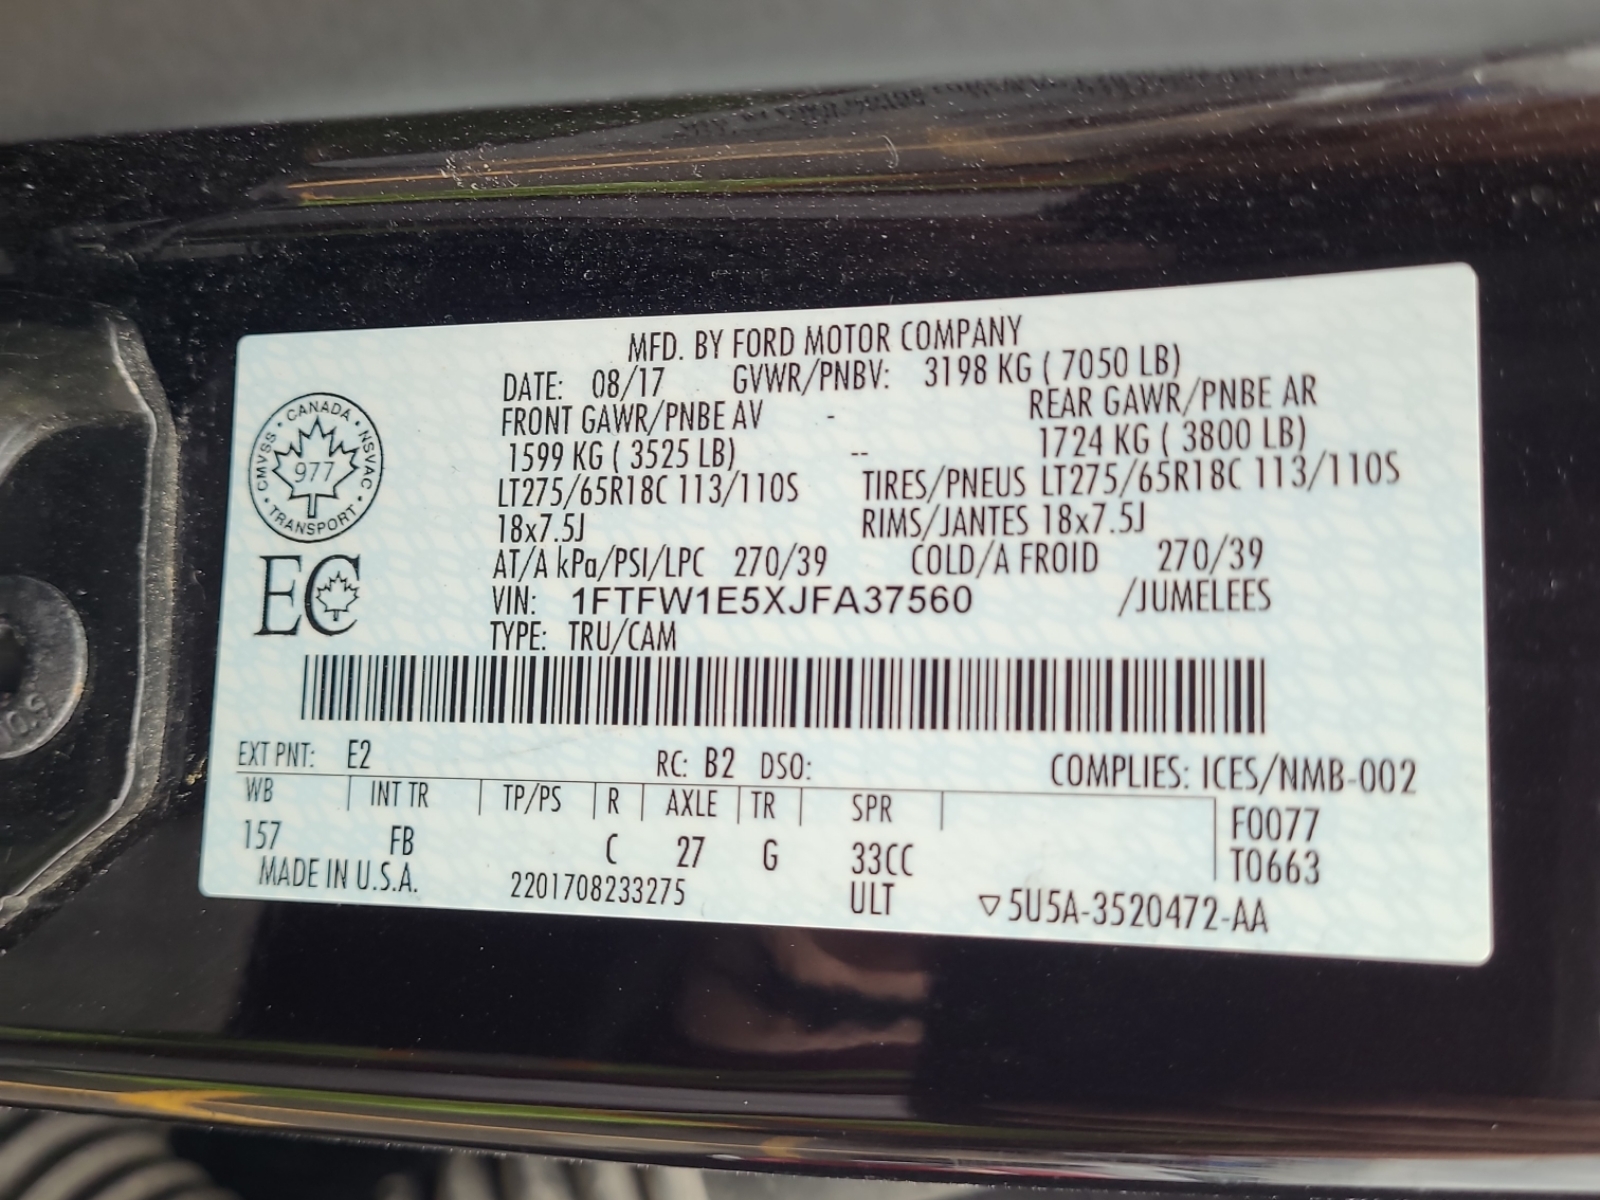 MFD. BY FORD MOTOR COMPANY
DATE: 08/17 GVWR/PNBV: 3198 KG ( 7050 LB)
FRONT GAWR/PNBE AV - REAR GAWR/PNBE AR
1599 KG ( 3525 LB) -- 1724 KG ( 3800 LB)
LT275/65R18C 113/110S TIRES/PNEUS LT275/65R18C 113/110S
18x7.5J RIMS/JANTES 18x7.5J
AT/A kPa/PSI/LPC 270/39 COLD/A FROID 270/39
VIN: 1FTFW1E5XJFA37560 /JUMELEES
TYPE: TRU/CAM
CMVSS • CANADA • NSVAC • TRANSPORT •
977
EC
EXT PNT: E2 RC: B2 DSO: COMPLIES: ICES/NMB-002
WB INT TR TP/PS R AXLE TR SPR F0077
157 FB C 27 G 33CC T0663
MADE IN U.S.A. 2201708233275 ULT ▽5U5A-3520472-AA